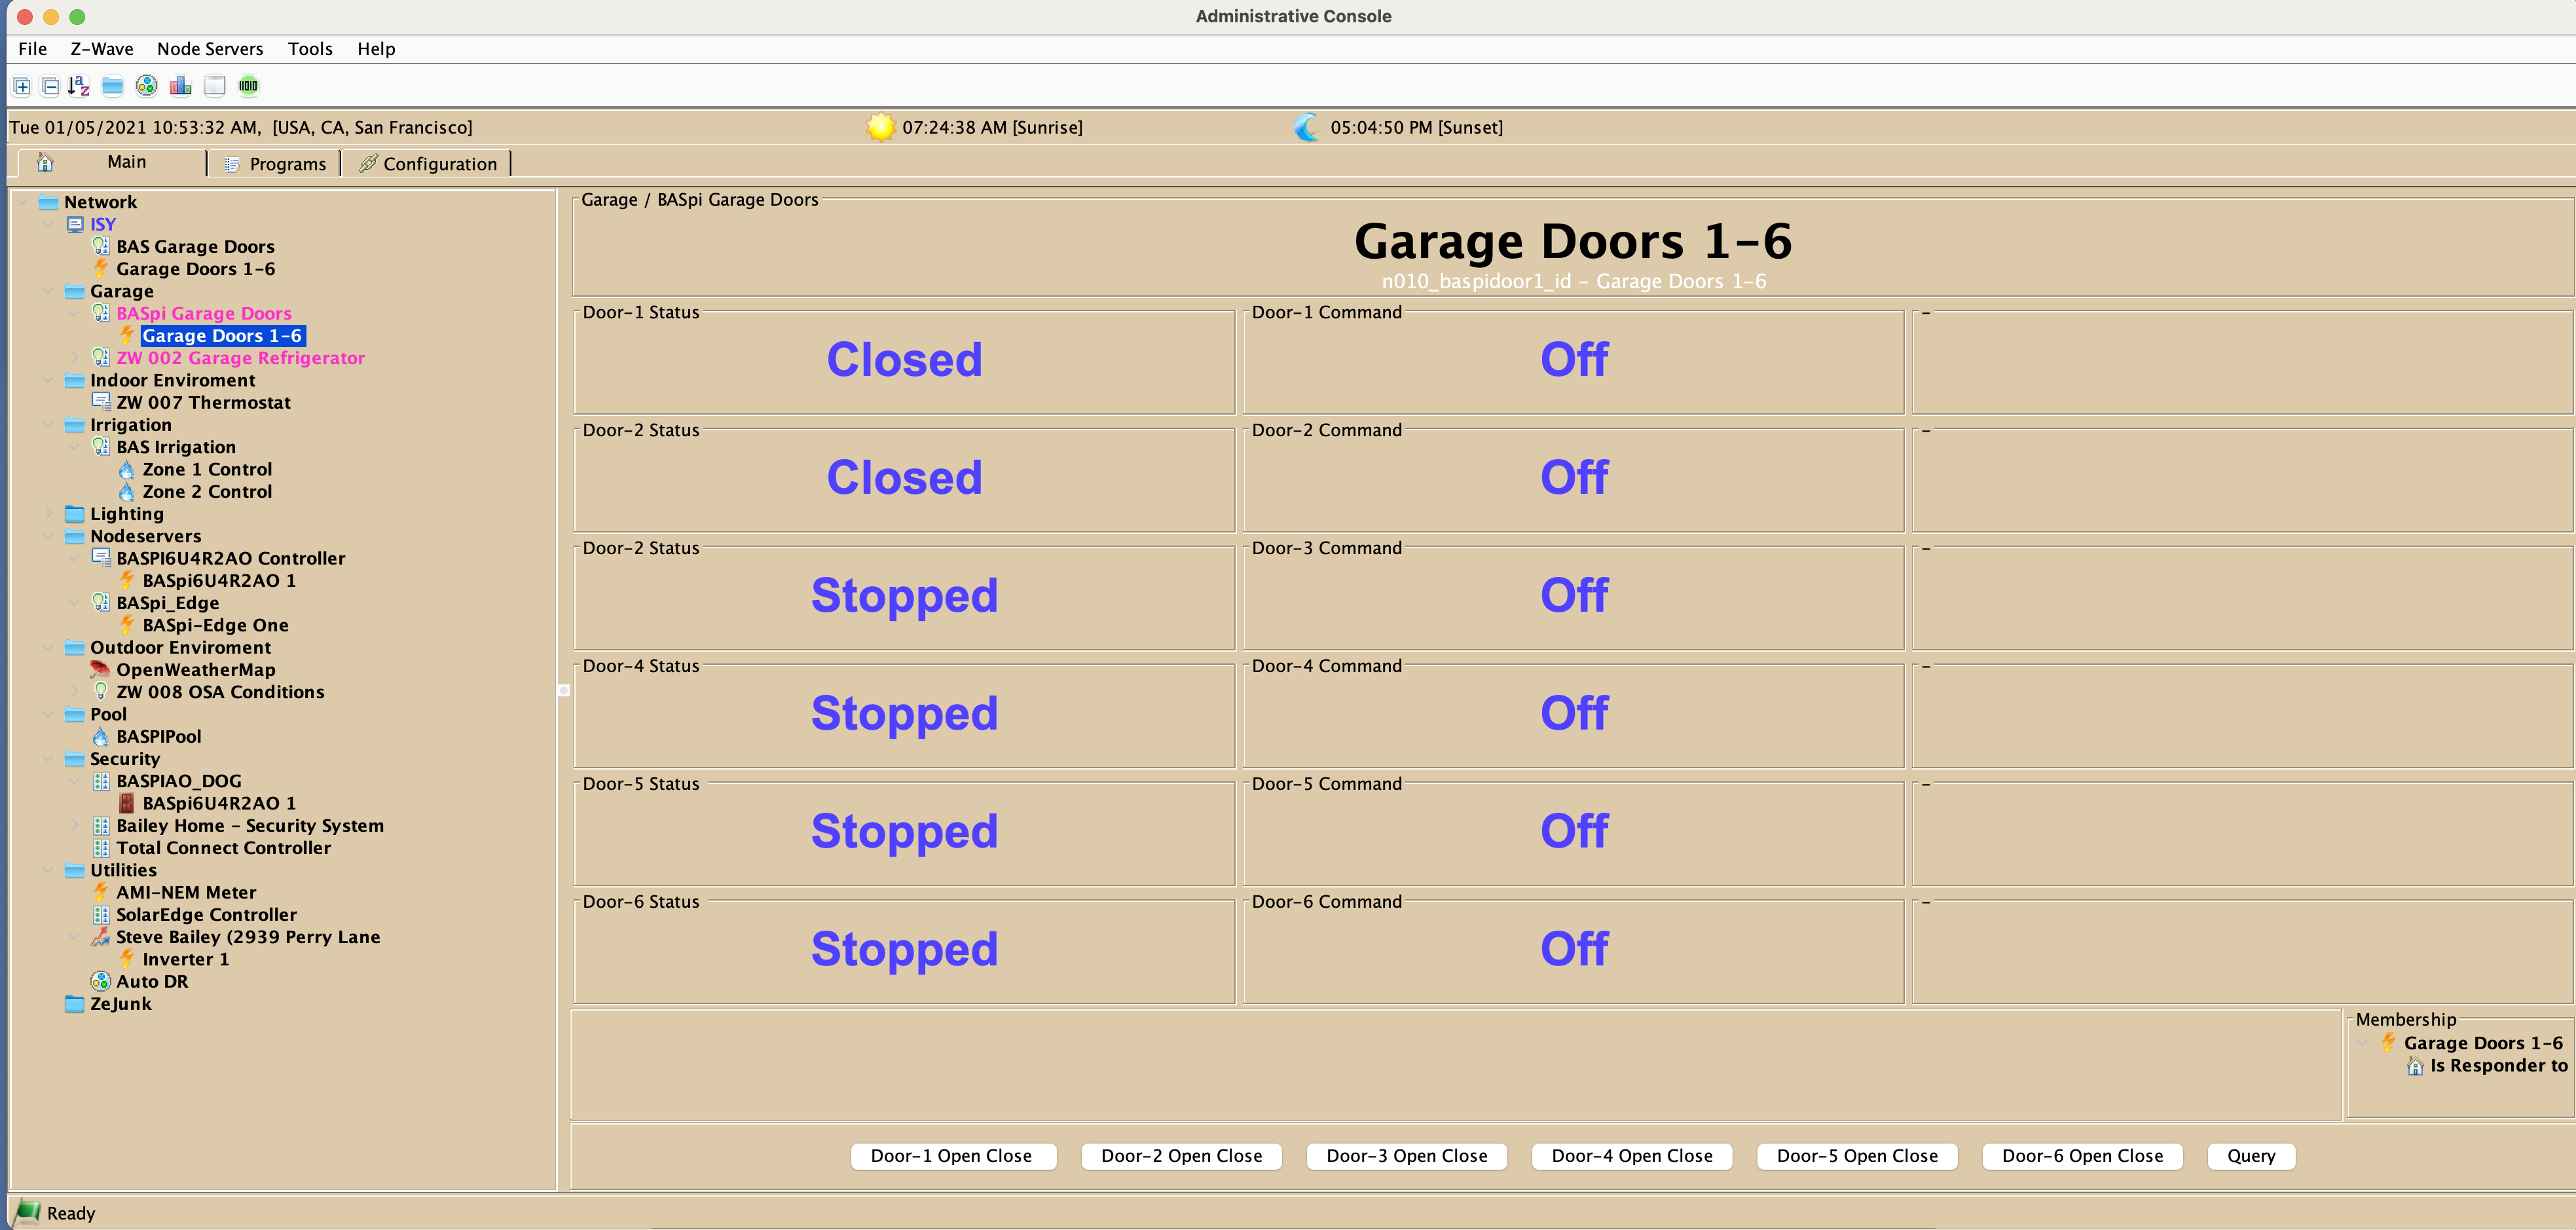 Administrative Console
File Z-Wave Node Servers Tools Help
Tue 01/05/2021 10:53:32 AM, [USA, CA, San Francisco] 07:24:38 AM [Sunrise] 05:04:50 PM [Sunset]
Main Programs Configuration
Network
ISY
BAS Garage Doors
Garage Doors 1-6
Garage
BASpi Garage Doors
Garage Doors 1-6
ZW 002 Garage Refrigerator
Indoor Enviroment
ZW 007 Thermostat
Irrigation
BAS Irrigation
Zone 1 Control
Zone 2 Control
Lighting
Nodeservers
BASPI6U4R2AO Controller
BASpi6U4R2AO 1
BASpi_Edge
BASpi-Edge One
Outdoor Enviroment
OpenWeatherMap
ZW 008 OSA Conditions
Pool
BASPIPool
Security
BASPIAO_DOG
BASpi6U4R2AO 1
Bailey Home - Security System
Total Connect Controller
Utilities
AMI-NEM Meter
SolarEdge Controller
Steve Bailey (2939 Perry Lane
Inverter 1
Auto DR
ZeJunk
Garage / BASpi Garage Doors
Garage Doors 1-6
n010_baspidoor1_id - Garage Doors 1-6
Door-1 Status Door-1 Command -
Closed Off
Door-2 Status Door-2 Command -
Closed Off
Door-2 Status Door-3 Command -
Stopped Off
Door-4 Status Door-4 Command -
Stopped Off
Door-5 Status Door-5 Command -
Stopped Off
Door-6 Status Door-6 Command -
Stopped Off
Membership
Garage Doors 1-6
Is Responder to
Door-1 Open Close Door-2 Open Close Door-3 Open Close Door-4 Open Close Door-5 Open Close Door-6 Open Close Query
Ready